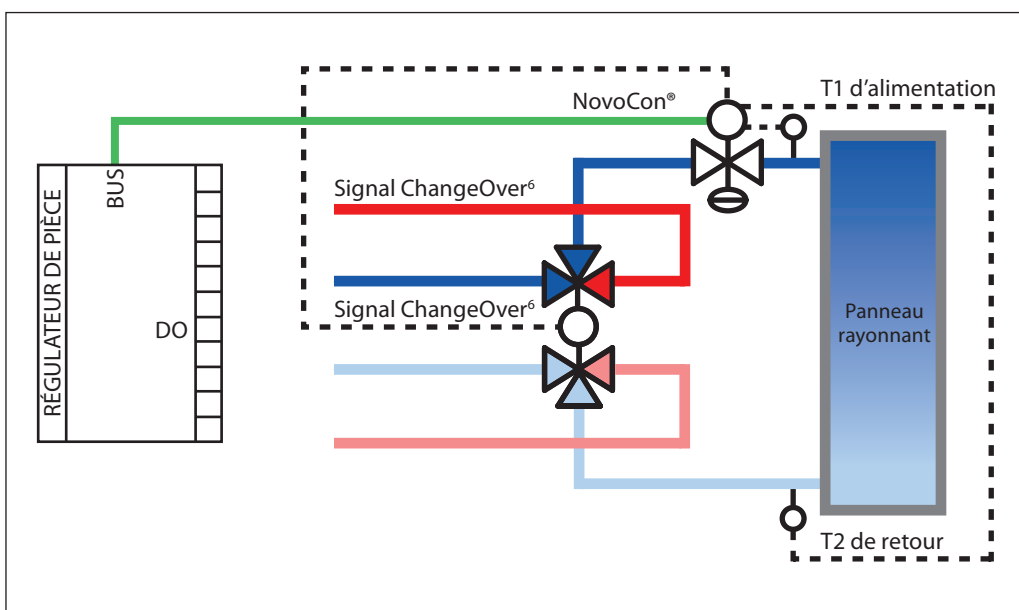 T1 d'alimentation
NovoCon®
BUS
RÉGULATEUR DE PIÈCE
Signal ChangeOver⁶
Signal ChangeOver⁶
DO
Panneau
rayonnant
T2 de retour